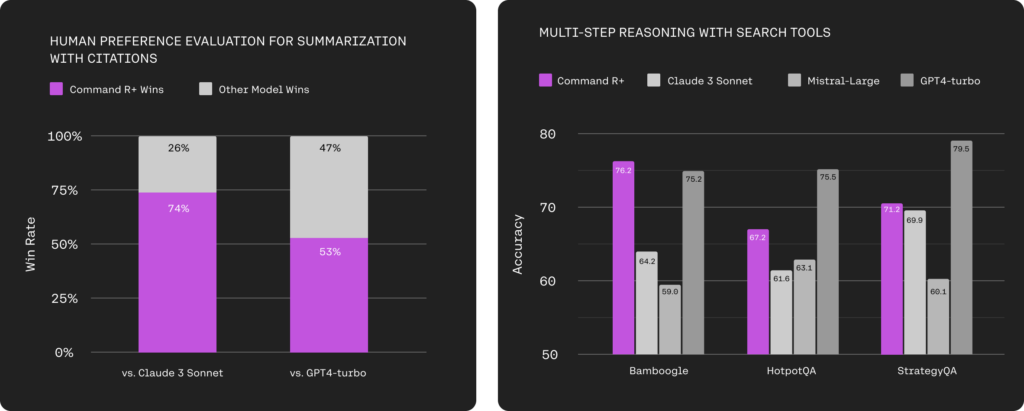 HUMAN PREFERENCE EVALUATION FOR SUMMARIZATION
WITH CITATIONS
Command R+ Wins
Other Model Wins
100%
75%
50%
25%
0%
Win Rate
26%
74%
47%
53%
vs. Claude 3 Sonnet
vs. GPT4-turbo
MULTI-STEP REASONING WITH SEARCH TOOLS
Command R+
Claude 3 Sonnet
Mistral-Large
GPT4-turbo
80
70
60
50
Accuracy
76.2
64.2
59.0
75.2
67.2
61.6
63.1
75.5
71.2
69.9
60.1
79.5
Bamboogle
HotpotQA
StrategyQA